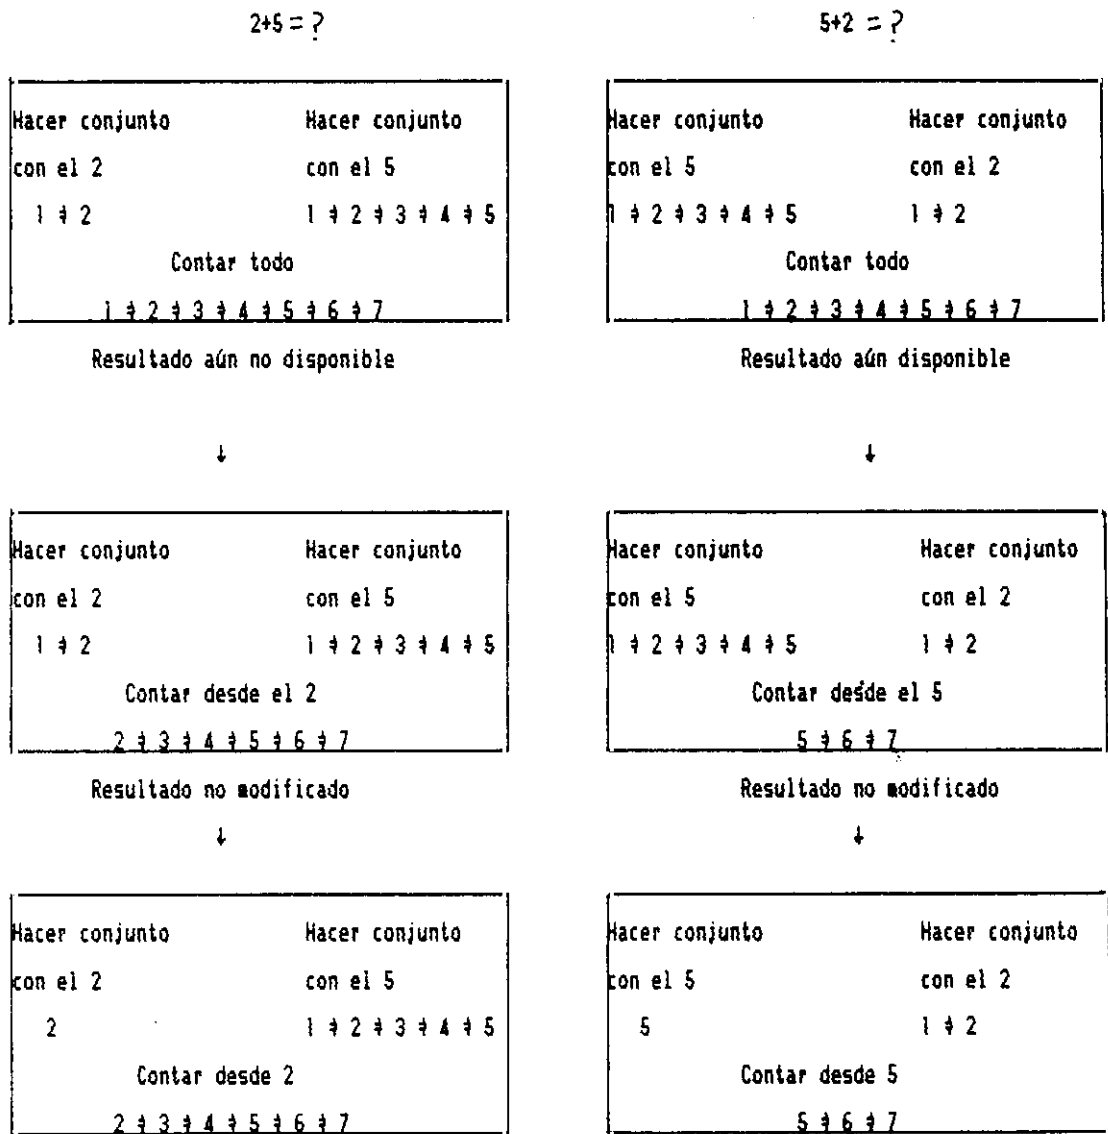 2+5 = ?
5+2 = ?
Hacer conjunto Hacer conjunto
con el 2 con el 5
1 + 2 1 + 2 + 3 + 4 + 5
Contar todo
1 + 2 + 3 + 4 + 5 + 6 + 7
Resultado aún no disponible
Hacer conjunto Hacer conjunto
con el 5 con el 2
1 + 2 + 3 + 4 + 5 1 + 2
Contar todo
1 + 2 + 3 + 4 + 5 + 6 + 7
Resultado aún disponible
↓
↓
Hacer conjunto Hacer conjunto
con el 2 con el 5
1 + 2 1 + 2 + 3 + 4 + 5
Contar desde el 2
2 + 3 + 4 + 5 + 6 + 7
Resultado no modificado
Hacer conjunto Hacer conjunto
con el 5 con el 2
1 + 2 + 3 + 4 + 5 1 + 2
Contar desde el 5
5 + 6 + 7
Resultado no modificado
↓
↓
Hacer conjunto Hacer conjunto
con el 2 con el 5
2 1 + 2 + 3 + 4 + 5
Contar desde 2
2 + 3 + 4 + 5 + 6 + 7
Hacer conjunto Hacer conjunto
con el 5 con el 2
5 1 + 2
Contar desde 5
5 + 6 + 7